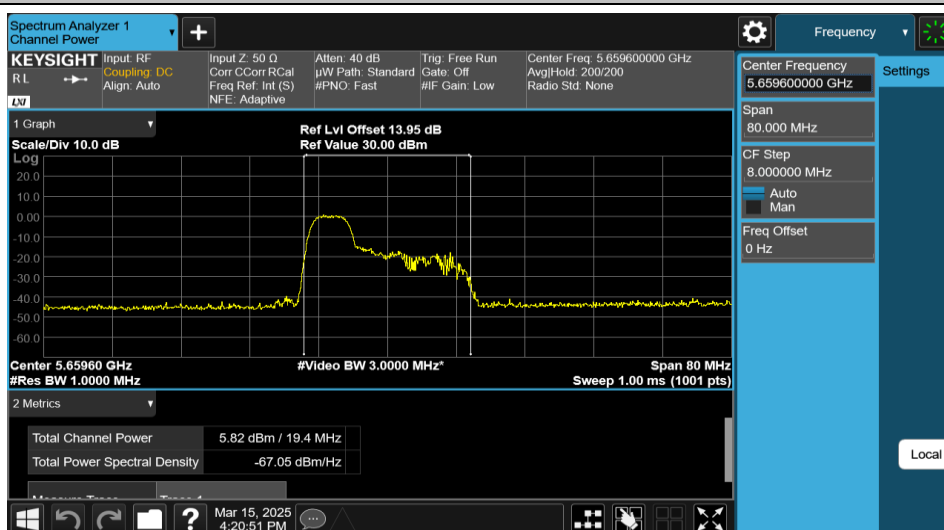 Spectrum Analyzer 1
Channel Power
Frequency
KEYSIGHT
RL
LXI
Input: RF
Coupling: DC
Align: Auto
Input Z: 50 Ω
Corr CCorr RCal
Freq Ref: Int (S)
NFE: Adaptive
Atten: 40 dB
µW Path: Standard
#PNO: Fast
Trig: Free Run
Gate: Off
#IF Gain: Low
Center Freq: 5.659600000 GHz
Avg|Hold: 200/200
Radio Std: None
1 Graph
Scale/Div 10.0 dB
Ref Lvl Offset 13.95 dB
Ref Value 30.00 dBm
Log
20.0
10.0
0.00
-10.0
-20.0
-30.0
-40.0
-50.0
-60.0
Center 5.65960 GHz
#Video BW 3.0000 MHz*
Span 80 MHz
#Res BW 1.0000 MHz
Sweep 1.00 ms (1001 pts)
2 Metrics
Total Channel Power 5.82 dBm / 19.4 MHz
Total Power Spectral Density -67.05 dBm/Hz
Measure Trace Trace 1
?
Mar 15, 2025
4:20:51 PM
Center Frequency
5.659600000 GHz
Span
80.000 MHz
CF Step
8.000000 MHz
Auto
Man
Freq Offset
0 Hz
Settings
Local